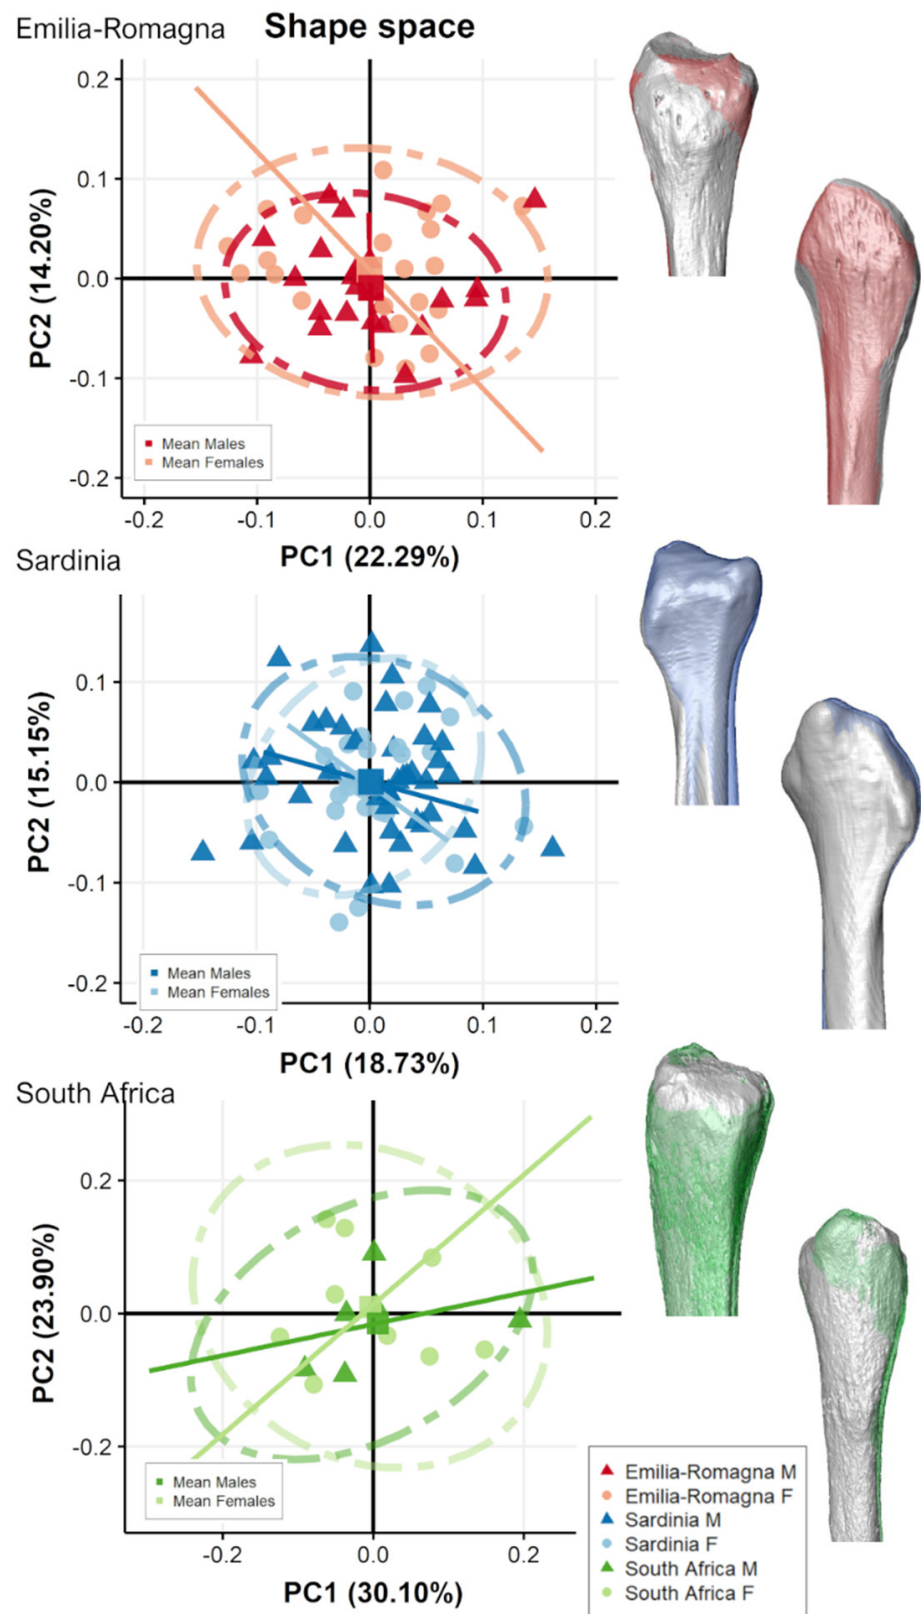 Emilia-Romagna
Shape space
0.2
0.1
0.0
-0.1
-0.2
PC2 (14.20%)
Mean Males
Mean Females
-0.2 -0.1 0.0 0.1 0.2
PC1 (22.29%)
Sardinia
0.1
0.0
-0.1
-0.2
PC2 (15.15%)
Mean Males
Mean Females
-0.2 -0.1 0.0 0.1 0.2
PC1 (18.73%)
South Africa
0.2
0.0
-0.2
PC2 (23.90%)
Mean Males
Mean Females
-0.2 0.0 0.2
PC1 (30.10%)
Emilia-Romagna M
Emilia-Romagna F
Sardinia M
Sardinia F
South Africa M
South Africa F